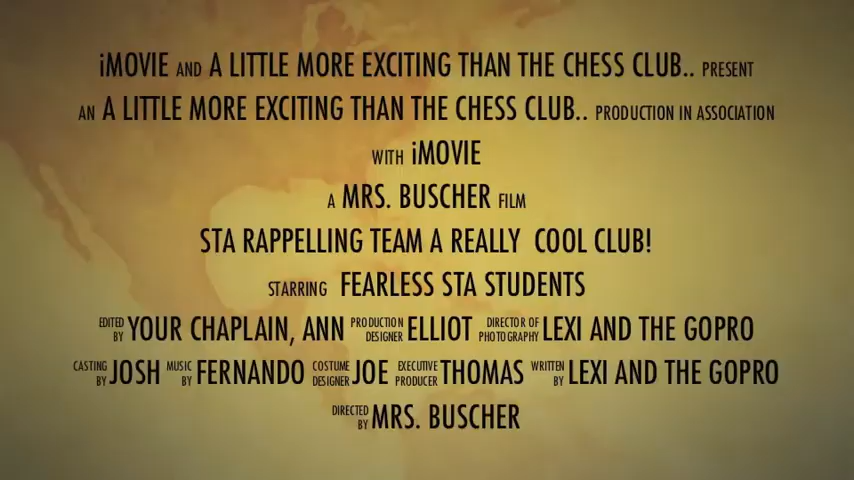 iMOVIE AND A LITTLE MORE EXCITING THAN THE CHESS CLUB.. PRESENT
AN A LITTLE MORE EXCITING THAN THE CHESS CLUB.. PRODUCTION IN ASSOCIATION
WITH iMOVIE
A MRS. BUSCHER FILM
STA RAPPELLING TEAM A REALLY COOL CLUB!
STARRING FEARLESS STA STUDENTS
EDITED BY YOUR CHAPLAIN, ANN PRODUCTION DESIGNER ELLIOT DIRECTOR OF PHOTOGRAPHY LEXI AND THE GOPRO
CASTING BY JOSH MUSIC BY FERNANDO COSTUME DESIGNER JOE EXECUTIVE PRODUCER THOMAS WRITTEN BY LEXI AND THE GOPRO
DIRECTED BY MRS. BUSCHER